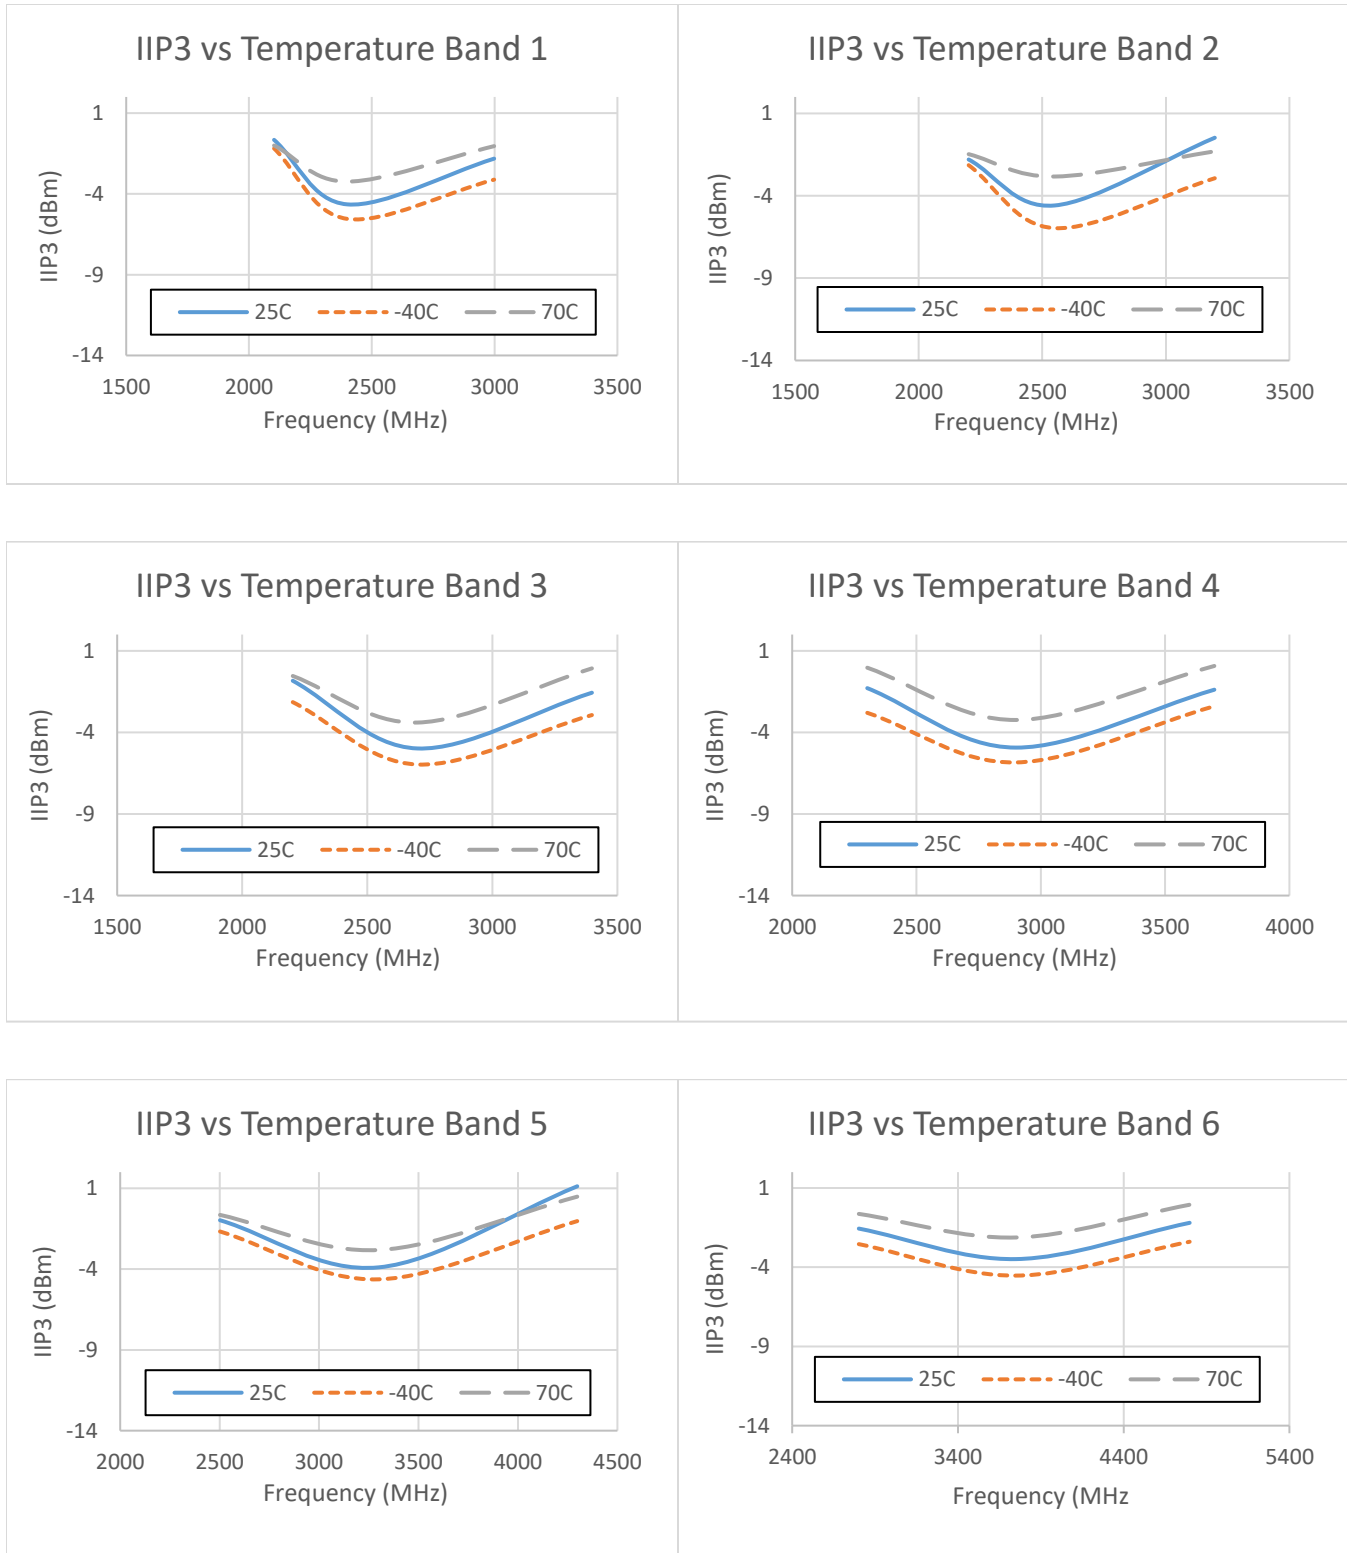 IIP3 vs Temperature Band 1
1
-4
-9
-14
IIP3 (dBm)
25C -40C 70C
1500 2000 2500 3000 3500
Frequency (MHz)
IIP3 vs Temperature Band 2
1
-4
-9
-14
IIP3 (dBm)
25C -40C 70C
1500 2000 2500 3000 3500
Frequency (MHz)
IIP3 vs Temperature Band 3
1
-4
-9
-14
IIP3 (dBm)
25C -40C 70C
1500 2000 2500 3000 3500
Frequency (MHz)
IIP3 vs Temperature Band 4
1
-4
-9
-14
IIP3 (dBm)
25C -40C 70C
2000 2500 3000 3500 4000
Frequency (MHz)
IIP3 vs Temperature Band 5
1
-4
-9
-14
IIP3 (dBm)
25C -40C 70C
2000 2500 3000 3500 4000 4500
Frequency (MHz)
IIP3 vs Temperature Band 6
1
-4
-9
-14
IIP3 (dBm)
25C -40C 70C
2400 3400 4400 5400
Frequency (MHz